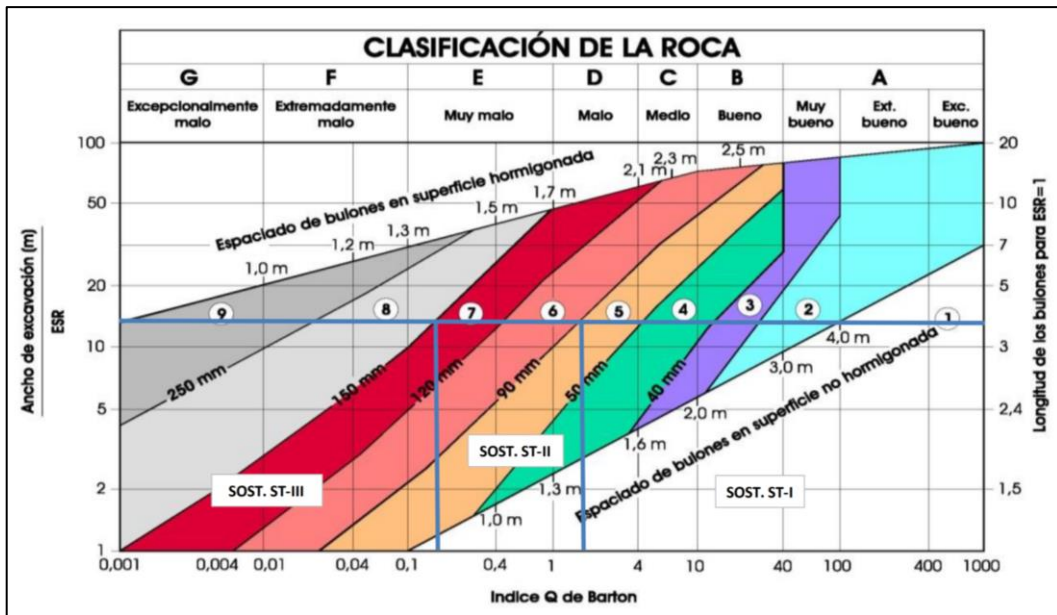 CLASIFICACIÓN DE LA ROCA
G F E D C B A
Excepcionalmente malo
Extremadamente malo
Muy malo
Malo
Medio
Bueno
Muy bueno
Ext. bueno
Exc. bueno
Ancho de excavación (m)
ESR
100
50
20
10
5
2
1
Espaciado de bulones en superficie hormigonada
1,0 m
1,2 m
1,3 m
1,5 m
1,7 m
2,1 m
2,3 m
2,5 m
9
8
7
6
5
4
3
2
1
250 mm
150 mm
120 mm
90 mm
50 mm
40 mm
SOST. ST-III
SOST. ST-II
SOST. ST-I
1,0 m
1,3 m
1,6 m
2,0 m
3,0 m
4,0 m
Espaciado de bulones en superficie no hormigonada
20
10
7
5
3
2,4
1,5
Longitud de los bulones para ESR=1
0,001 0,004 0,01 0,04 0,1 0,4 1 4 10 40 100 400 1000
Indice Q de Barton